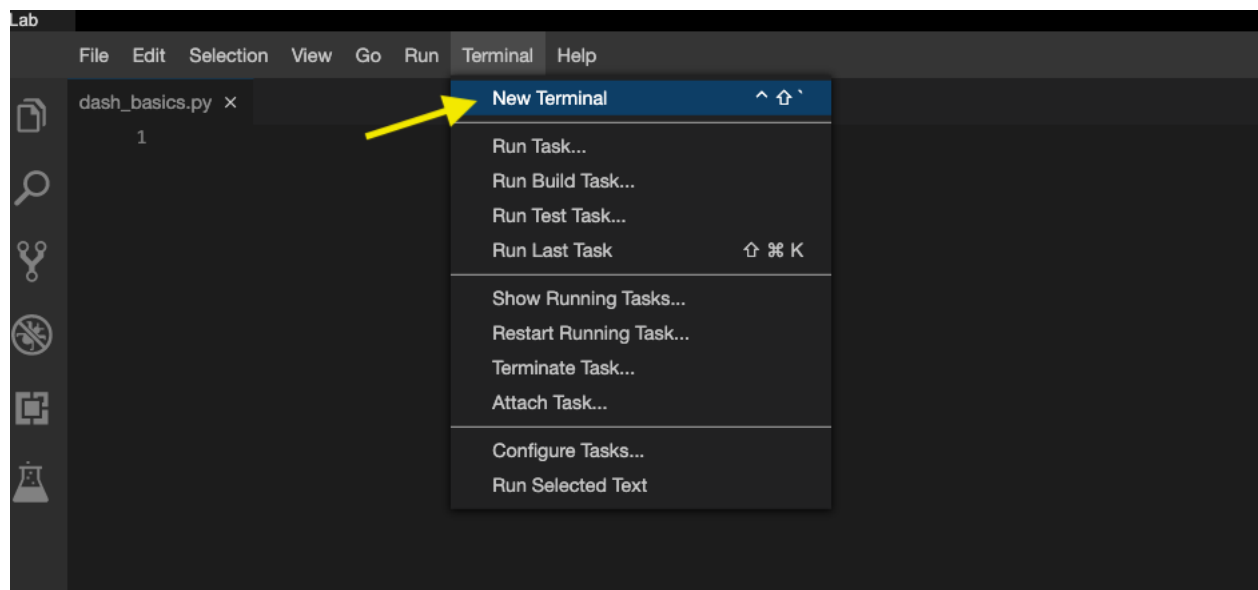 Lab
File Edit Selection View Go Run Terminal Help
dash_basics.py ×
1
New Terminal ^ ⇧ `
Run Task...
Run Build Task...
Run Test Task...
Run Last Task ⇧ ⌘ K
Show Running Tasks...
Restart Running Task...
Terminate Task...
Attach Task...
Configure Tasks...
Run Selected Text